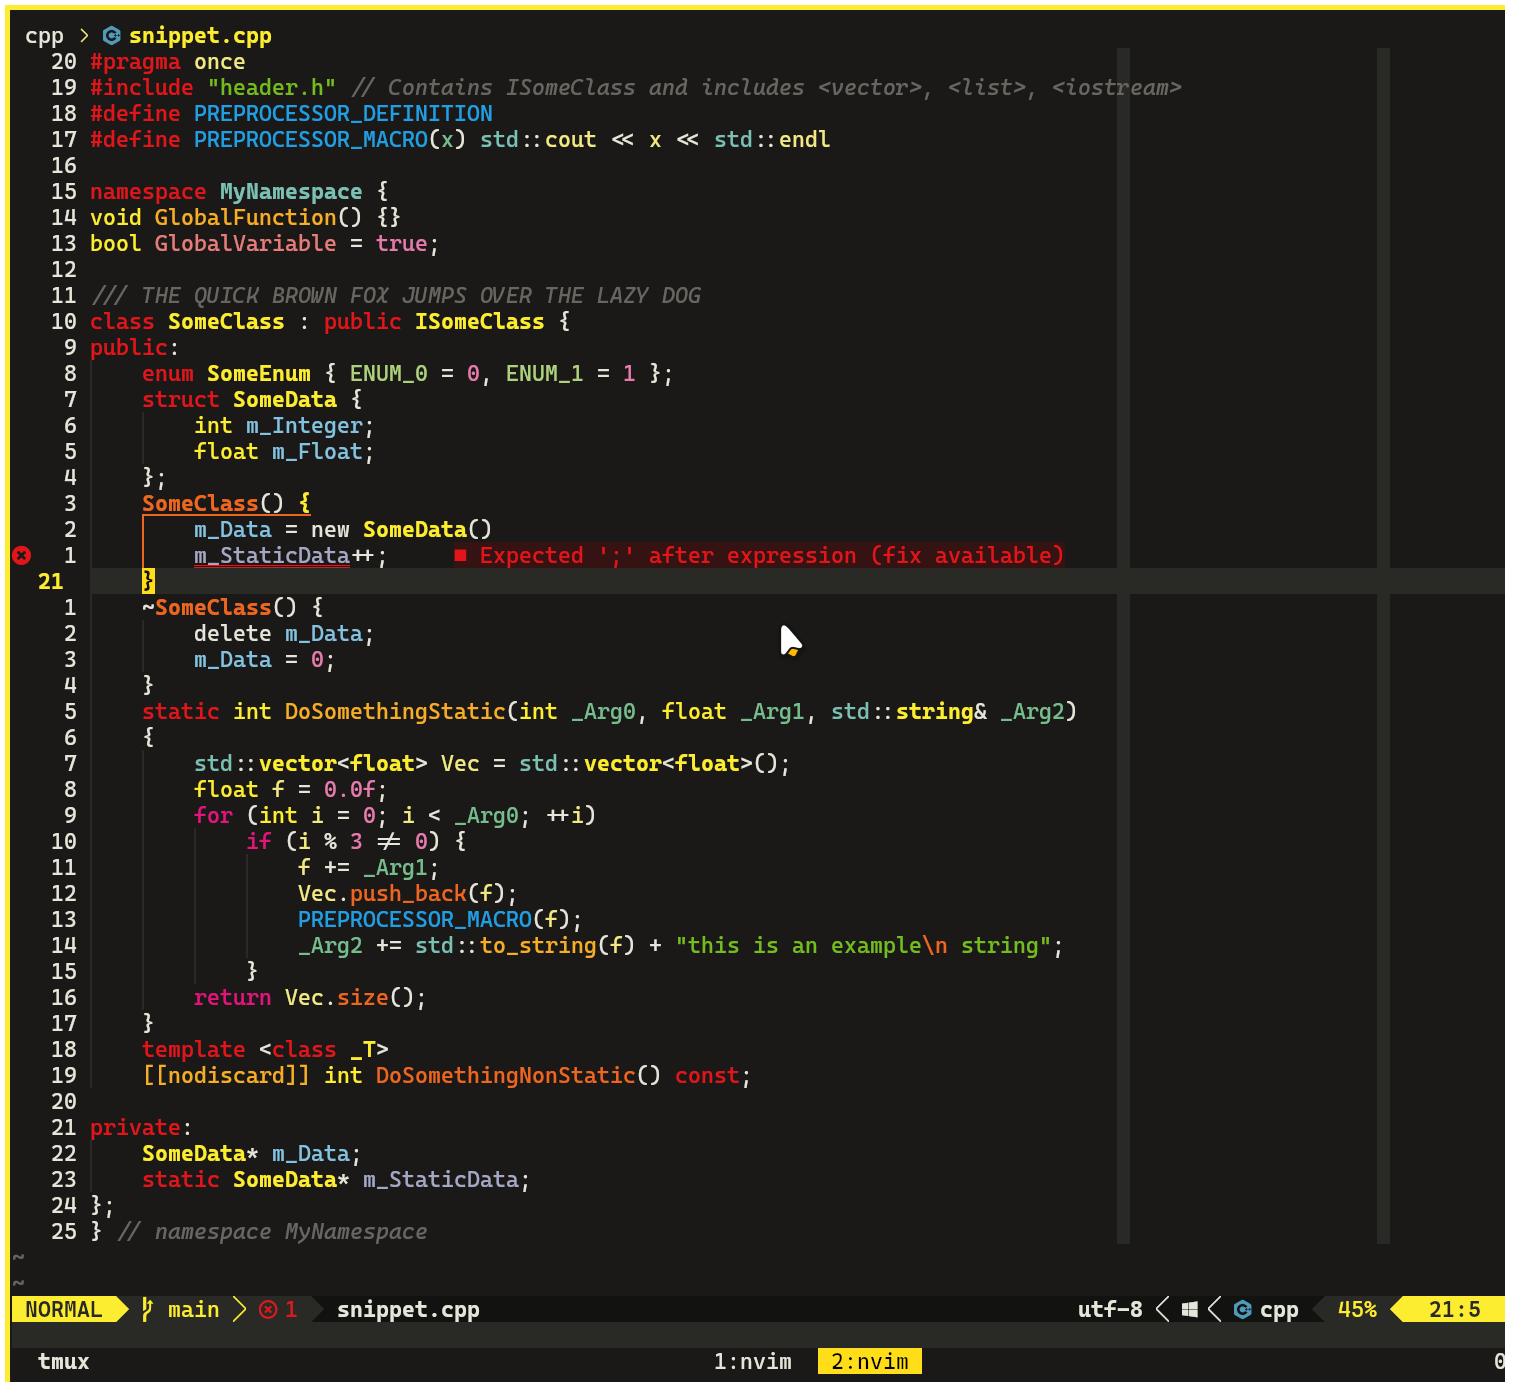 cpp > snippet.cpp
20 #pragma once
19 #include "header.h" // Contains ISomeClass and includes <vector>, <list>, <iostream>
18 #define PREPROCESSOR_DEFINITION
17 #define PREPROCESSOR_MACRO(x) std::cout << x << std::endl
16
15 namespace MyNamespace {
14 void GlobalFunction() {}
13 bool GlobalVariable = true;
12
11 /// THE QUICK BROWN FOX JUMPS OVER THE LAZY DOG
10 class SomeClass : public ISomeClass {
9 public:
8     enum SomeEnum { ENUM_0 = 0, ENUM_1 = 1 };
7     struct SomeData {
6         int m_Integer;
5         float m_Float;
4     };
3     SomeClass() {
2         m_Data = new SomeData()
1         m_StaticData++;     ■ Expected ';' after expression (fix available)
21     }
1     ~SomeClass() {
2         delete m_Data;
3         m_Data = 0;
4     }
5     static int DoSomethingStatic(int _Arg0, float _Arg1, std::string& _Arg2)
6     {
7         std::vector<float> Vec = std::vector<float>();
8         float f = 0.0f;
9         for (int i = 0; i < _Arg0; ++i)
10             if (i % 3 != 0) {
11                 f += _Arg1;
12                 Vec.push_back(f);
13                 PREPROCESSOR_MACRO(f);
14                 _Arg2 += std::to_string(f) + "this is an example\n string";
15             }
16         return Vec.size();
17     }
18     template <class _T>
19     [[nodiscard]] int DoSomethingNonStatic() const;
20
21 private:
22     SomeData* m_Data;
23     static SomeData* m_StaticData;
24 };
25 } // namespace MyNamespace
~
~
NORMAL main > 1 snippet.cpp utf-8 < < cpp 45% 21:5
tmux 1:nvim 2:nvim 0